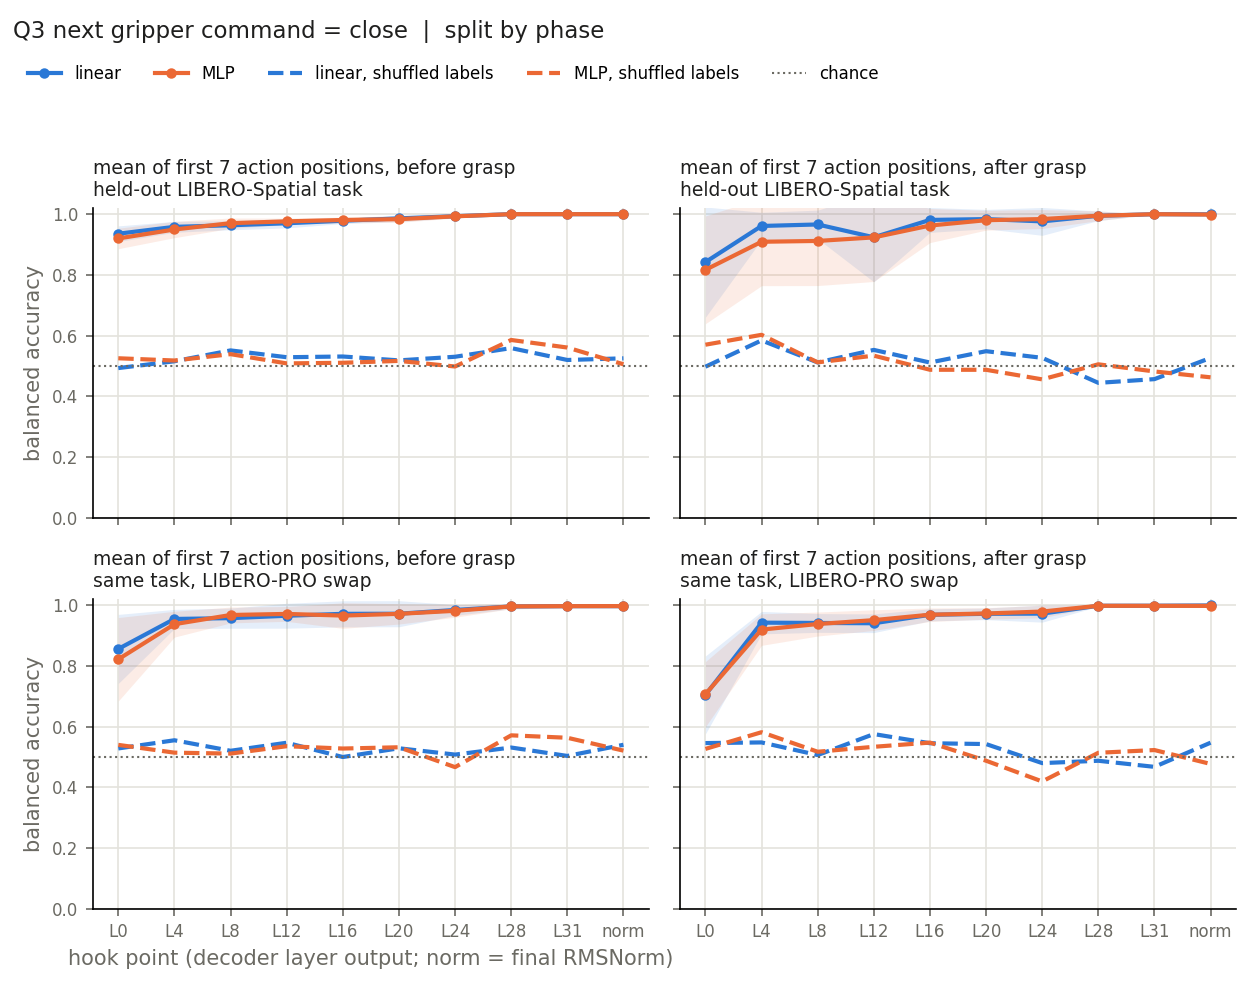 Q3 next gripper command = close | split by phase
linear
MLP
linear, shuffled labels
MLP, shuffled labels
chance
mean of first 7 action positions, before grasp
held-out LIBERO-Spatial task
mean of first 7 action positions, after grasp
held-out LIBERO-Spatial task
balanced accuracy
1.0
0.8
0.6
0.4
0.2
0.0
mean of first 7 action positions, before grasp
same task, LIBERO-PRO swap
mean of first 7 action positions, after grasp
same task, LIBERO-PRO swap
balanced accuracy
1.0
0.8
0.6
0.4
0.2
0.0
L0 L4 L8 L12 L16 L20 L24 L28 L31 norm
L0 L4 L8 L12 L16 L20 L24 L28 L31 norm
hook point (decoder layer output; norm = final RMSNorm)